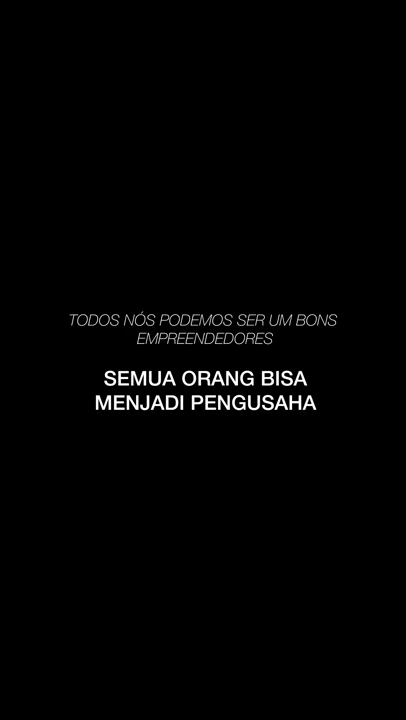 TODOS NÓS PODEMOS SER UM BONS
EMPREENDEDORES
SEMUA ORANG BISA
MENJADI PENGUSAHA